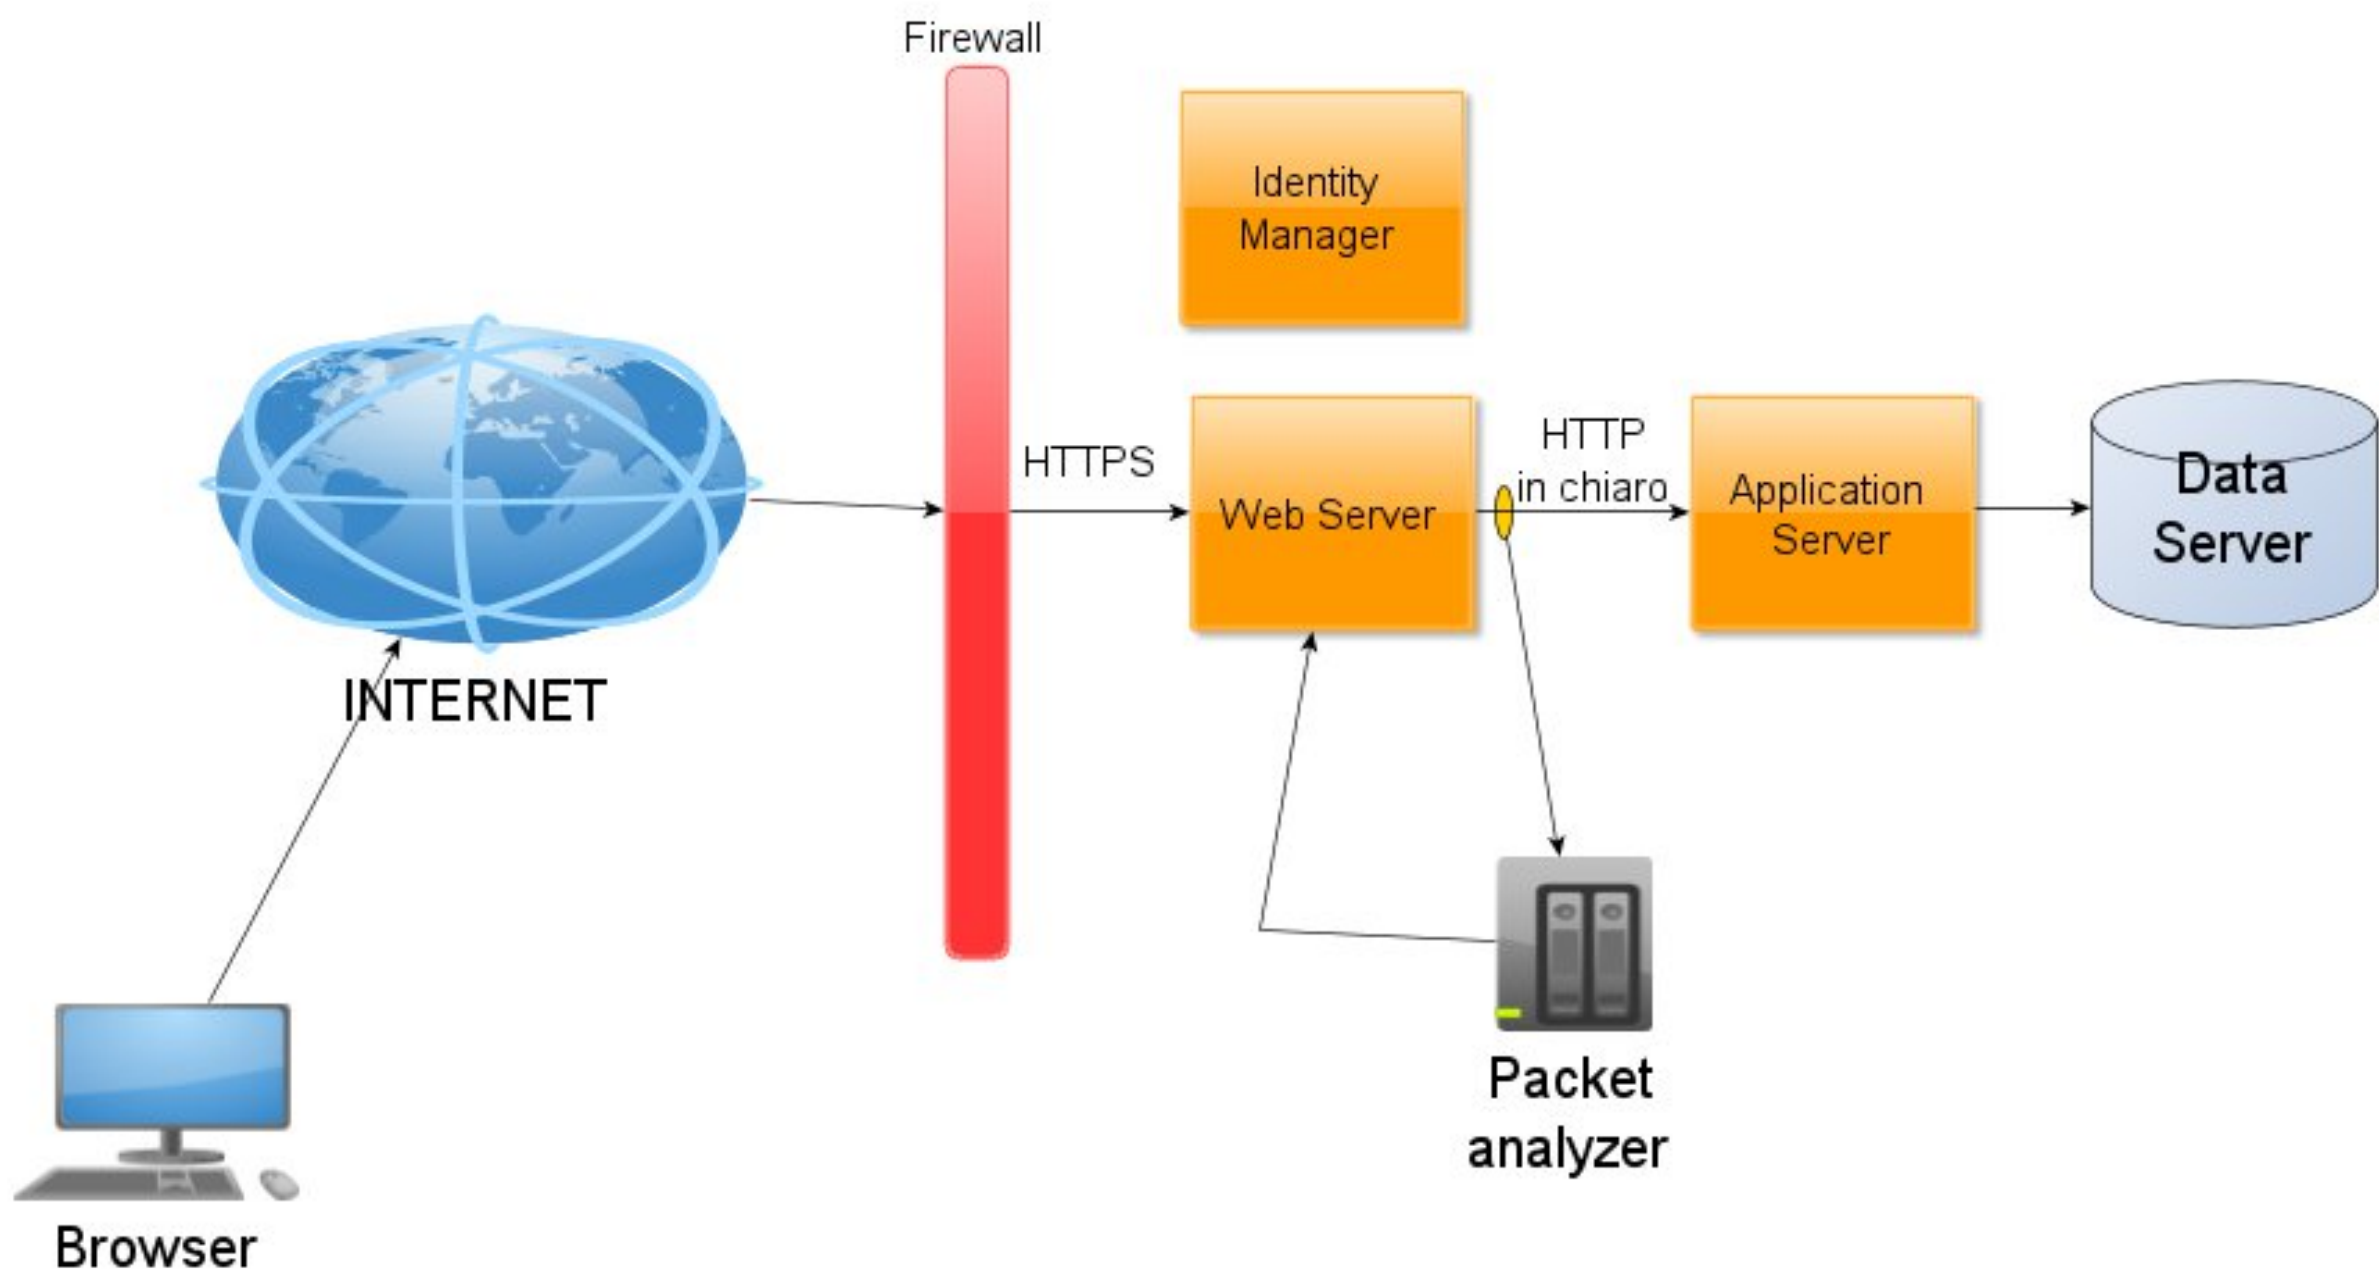 Firewall
Identity
Manager
INTERNET
HTTPS
Web Server
HTTP
in chiaro
Application
Server
Data
Server
Packet
analyzer
Browser